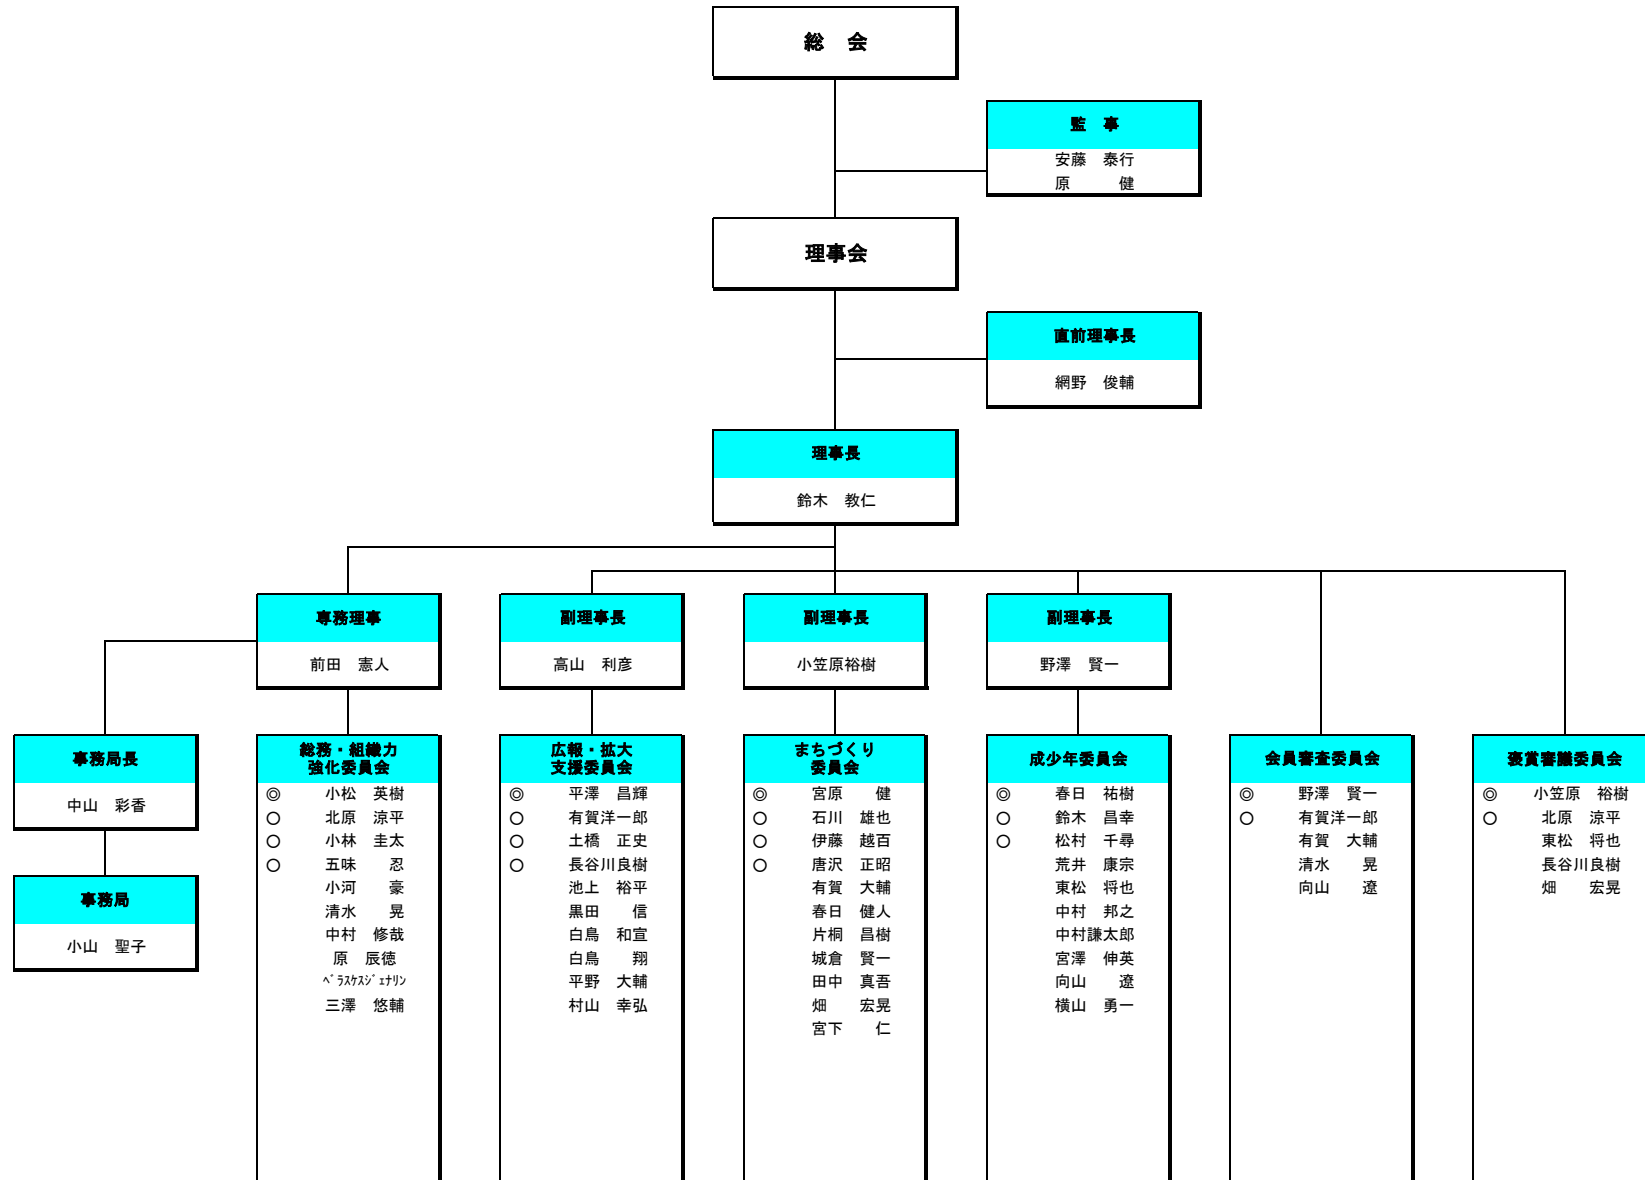 総　会
監　事
安藤　泰行
原　　　健
理事会
直前理事長
網野　俊輔
理事長
鈴木　教仁
専務理事
前田　憲人
副理事長
高山　利彦
副理事長
小笠原裕樹
副理事長
野澤　賢一
事務局長
中山　彩香
事務局
小山　聖子
総務・組織力
強化委員会
◎　小松　英樹
○　北原　涼平
○　小林　圭太
○　五味　　忍
小河　　豪
清水　　晃
中村　修哉
原　辰徳
ﾍﾞﾗｽｹｽｼﾞｪﾅﾘﾝ
三澤　悠輔
広報・拡大
支援委員会
◎　平澤　昌輝
○　有賀洋一郎
○　土橋　正史
○　長谷川良樹
池上　裕平
黒田　　信
白鳥　和宣
白鳥　　翔
平野　大輔
村山　幸弘
まちづくり
委員会
◎　宮原　　健
○　石川　雄也
○　伊藤　越百
○　唐沢　正昭
有賀　大輔
春日　健人
片桐　昌樹
城倉　賢一
田中　真吾
畑　　宏晃
宮下　　仁
成少年委員会
◎　春日　祐樹
○　鈴木　昌幸
○　松村　千尋
荒井　康宗
東松　将也
中村　邦之
中村謙太郎
宮澤　伸英
向山　　遼
横山　勇一
会員審査委員会
◎　野澤　賢一
○　有賀洋一郎
有賀　大輔
清水　　晃
向山　　遼
褒賞審議委員会
◎　小笠原　裕樹
○　北原　涼平
東松　将也
長谷川良樹
畑　　宏晃